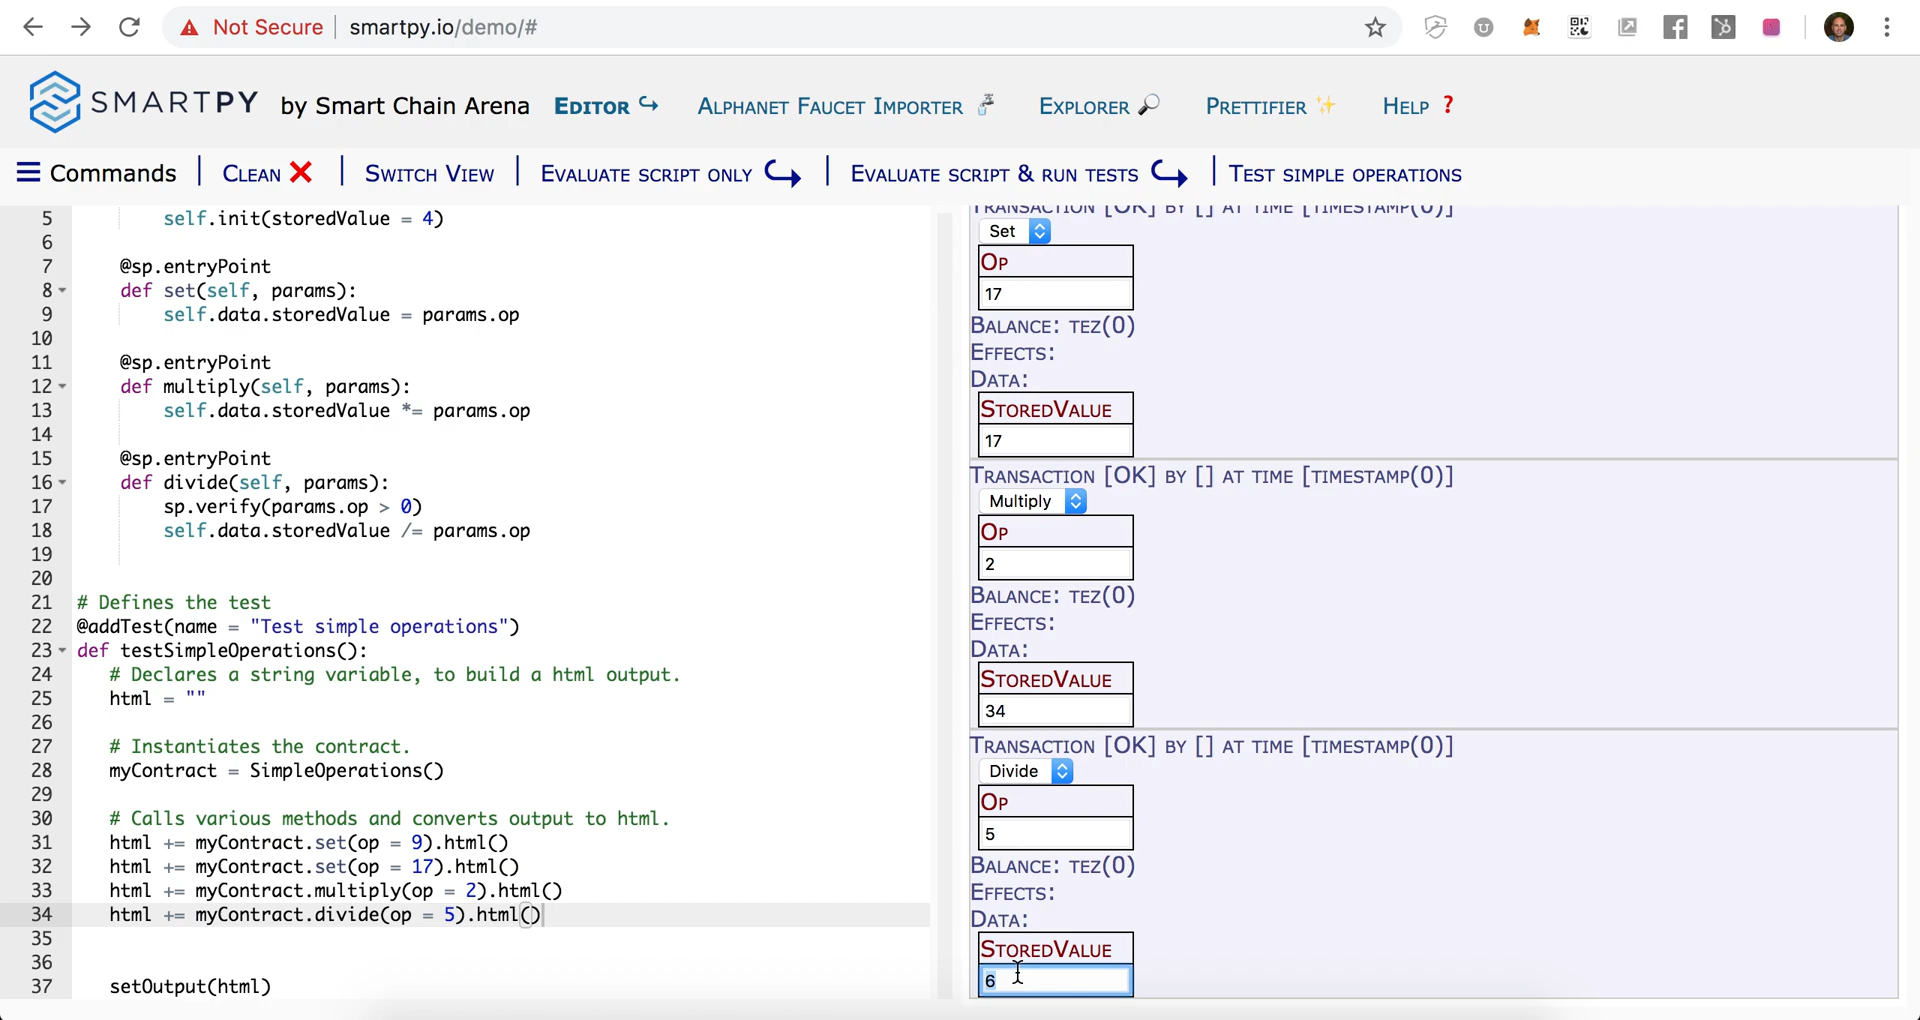 Not Secure smartpy.io/demo/#
SMARTPY by Smart Chain Arena Editor Alphanet Faucet Importer Explorer Prettifier Help ?
Commands Clean Switch View Evaluate script only Evaluate script & run tests Test simple operations
5 self.init(storedValue = 4)
6
7 @sp.entryPoint
8 def set(self, params):
9 self.data.storedValue = params.op
10
11 @sp.entryPoint
12 def multiply(self, params):
13 self.data.storedValue *= params.op
14
15 @sp.entryPoint
16 def divide(self, params):
17 sp.verify(params.op > 0)
18 self.data.storedValue /= params.op
19
20
21 # Defines the test
22 @addTest(name = "Test simple operations")
23 def testSimpleOperations():
24 # Declares a string variable, to build a html output.
25 html = ""
26
27 # Instantiates the contract.
28 myContract = SimpleOperations()
29
30 # Calls various methods and converts output to html.
31 html += myContract.set(op = 9).html()
32 html += myContract.set(op = 17).html()
33 html += myContract.multiply(op = 2).html()
34 html += myContract.divide(op = 5).html()
35
36
37 setOutput(html)
Transaction [OK] by [] at time [timestamp(0)]
Set
Op
17
Balance: tez(0)
Effects:
Data:
StoredValue
17
Transaction [OK] by [] at time [timestamp(0)]
Multiply
Op
2
Balance: tez(0)
Effects:
Data:
StoredValue
34
Transaction [OK] by [] at time [timestamp(0)]
Divide
Op
5
Balance: tez(0)
Effects:
Data:
StoredValue
6